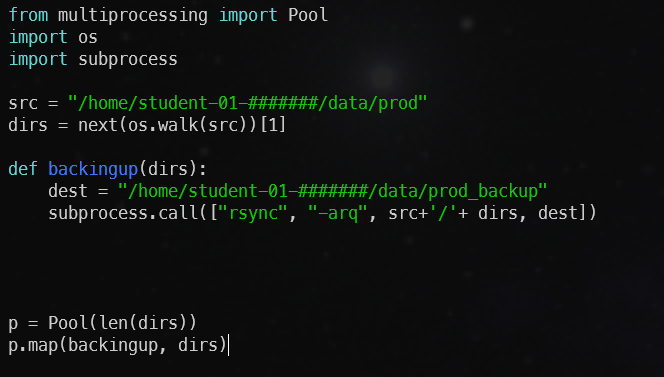 from multiprocessing import Pool
import os
import subprocess
src = "/home/student-01-#######/data/prod"
dirs = next(os.walk(src))[1]
def backingup(dirs):
    dest = "/home/student-01-#######/data/prod_backup"
    subprocess.call(["rsync", "-arq", src+'/'+ dirs, dest])
p = Pool(len(dirs))
p.map(backingup, dirs)